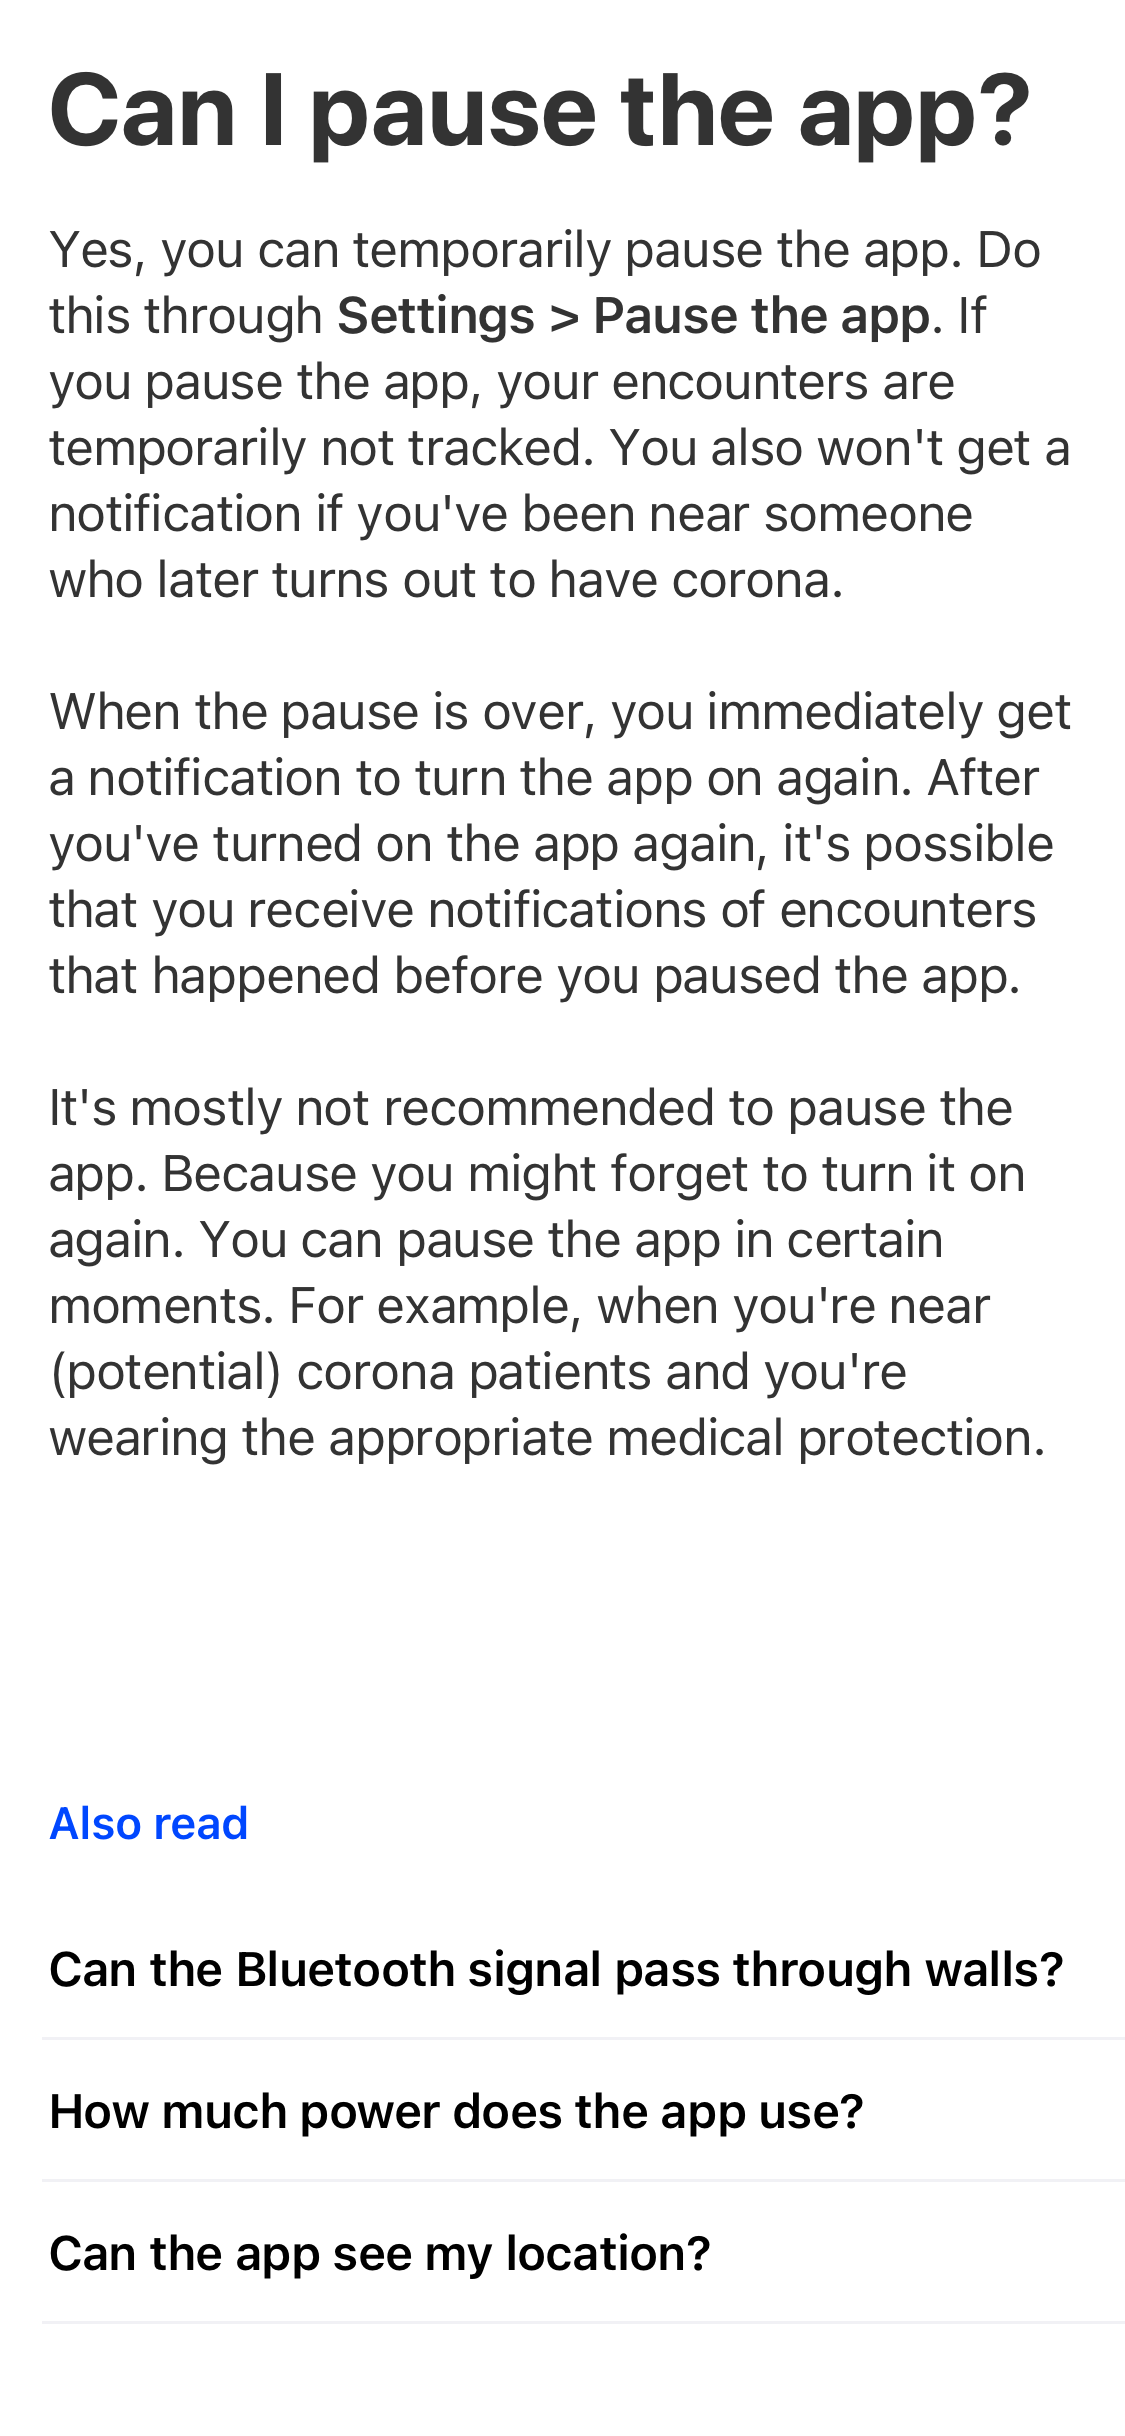 Can I pause the app?
Yes, you can temporarily pause the app. Do
this through Settings > Pause the app. If
you pause the app, your encounters are
temporarily not tracked. You also won't get a
notification if you've been near someone
who later turns out to have corona.
When the pause is over, you immediately get
a notification to turn the app on again. After
you've turned on the app again, it's possible
that you receive notifications of encounters
that happened before you paused the app.
It's mostly not recommended to pause the
app. Because you might forget to turn it on
again. You can pause the app in certain
moments. For example, when you're near
(potential) corona patients and you're
wearing the appropriate medical protection.
Also read
Can the Bluetooth signal pass through walls?
How much power does the app use?
Can the app see my location?